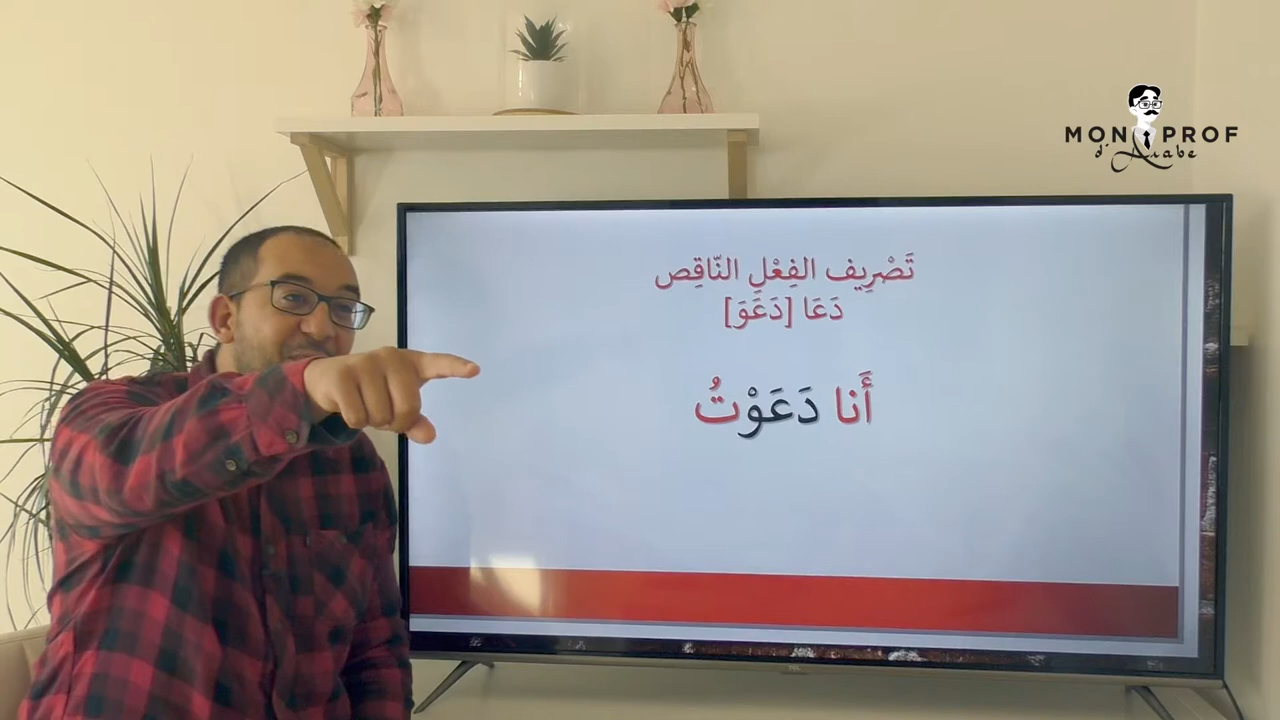 MON PROF
d'Arabe
تَصْرِيف الفِعْلِ النّاقِص
دَعَا [دَعَوَ]
أَنا دَعَوْتُ